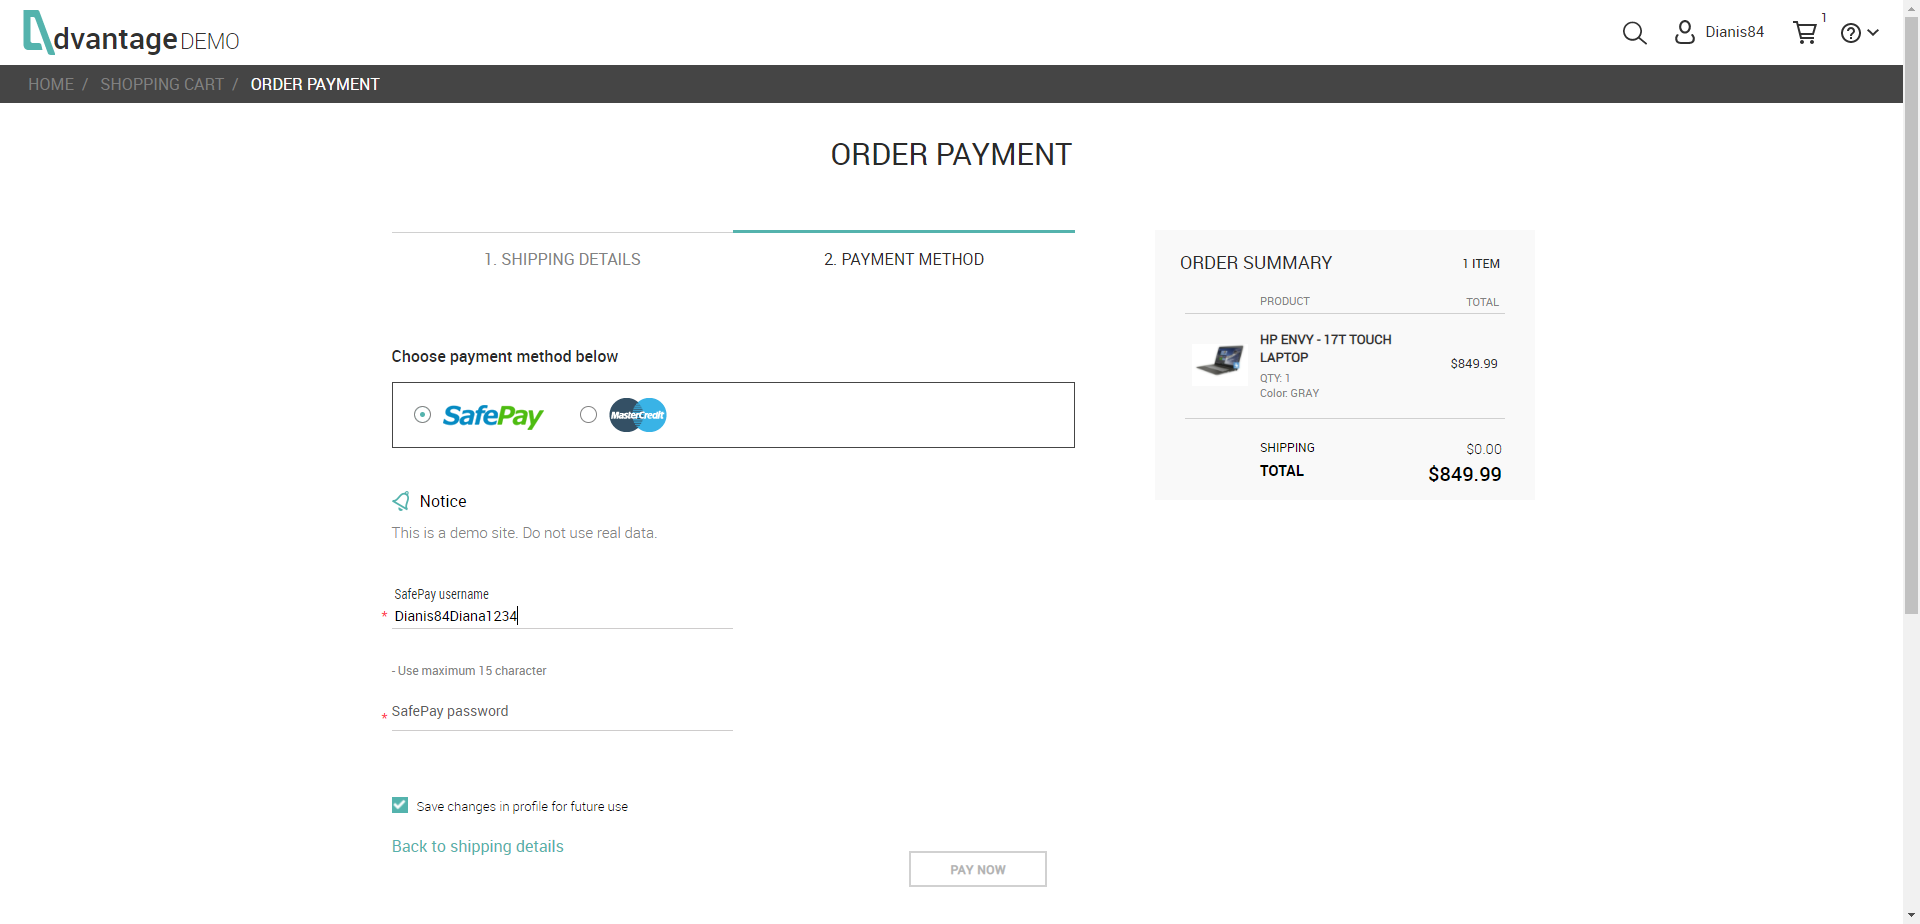 dvantage DEMO
Dianis84
1
HOME / SHOPPING CART / ORDER PAYMENT
ORDER PAYMENT
1. SHIPPING DETAILS
2. PAYMENT METHOD
Choose payment method below
SafePay
MasterCredit
Notice
This is a demo site. Do not use real data.
SafePay username
* Dianis84Diana1234
- Use maximum 15 character
* SafePay password
Save changes in profile for future use
Back to shipping details
PAY NOW
ORDER SUMMARY 1 ITEM
PRODUCT TOTAL
HP ENVY - 17T TOUCH
LAPTOP
$849.99
QTY: 1
Color: GRAY
SHIPPING $0.00
TOTAL $849.99